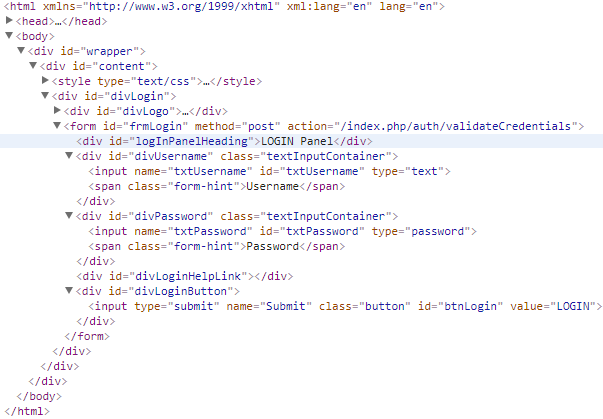 <html xmlns="http://www.w3.org/1999/xhtml" xml:lang="en" lang="en">
<head>…</head>
<body>
<div id="wrapper">
<div id="content">
<style type="text/css">…</style>
<div id="divLogin">
<div id="divLogo">…</div>
<form id="frmLogin" method="post" action="/index.php/auth/validateCredentials">
<div id="logInPanelHeading">LOGIN Panel</div>
<div id="divUsername" class="textInputContainer">
<input name="txtUsername" id="txtUsername" type="text">
<span class="form-hint">Username</span>
</div>
<div id="divPassword" class="textInputContainer">
<input name="txtPassword" id="txtPassword" type="password">
<span class="form-hint">Password</span>
</div>
<div id="divLoginHelpLink"></div>
<div id="divLoginButton">
<input type="submit" name="Submit" class="button" id="btnLogin" value="LOGIN">
</div>
</form>
</div>
</div>
</div>
</body>
</html>